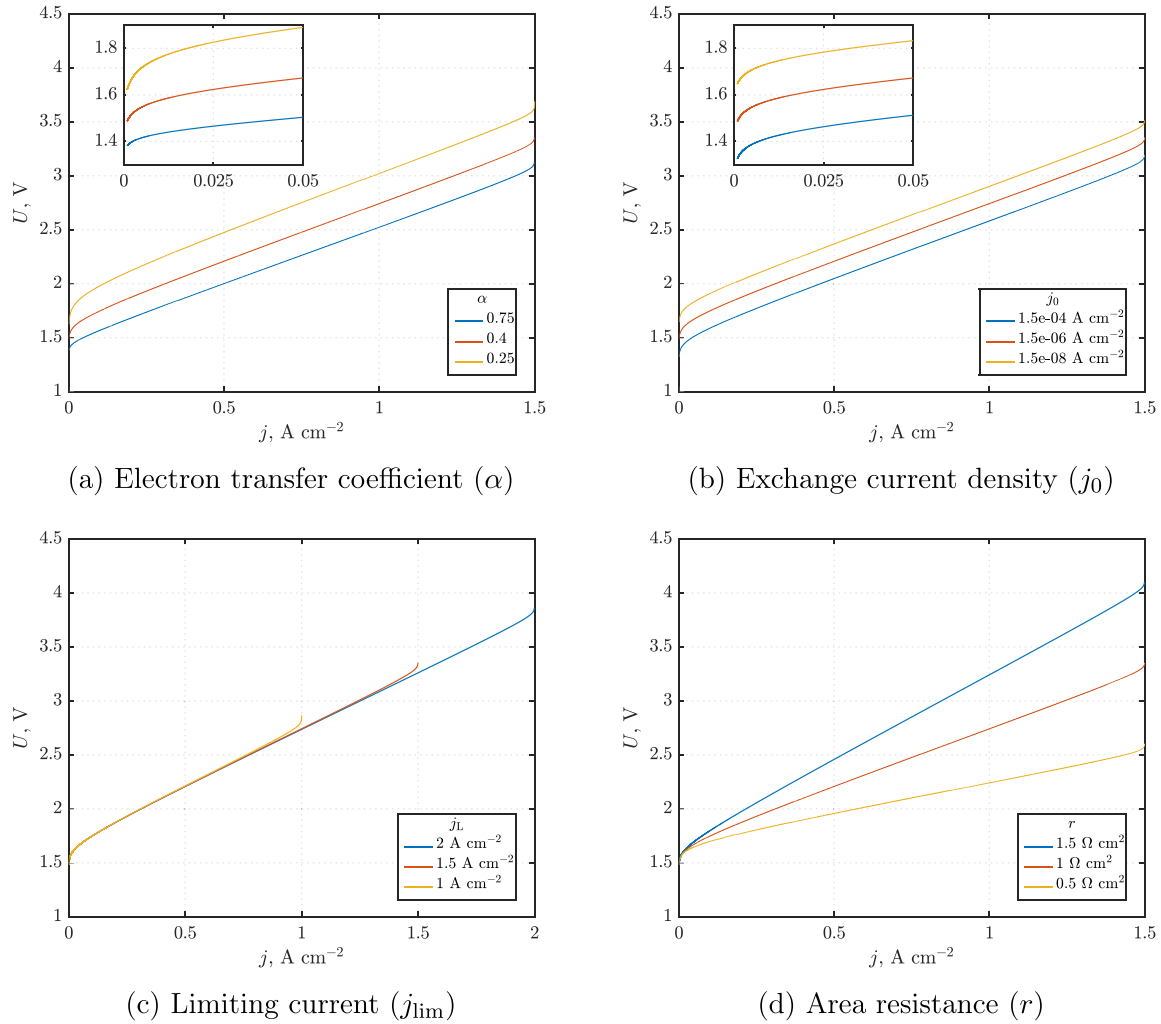 4.5
4
3.5
3
2.5
2
1.5
1
U, V
1.8
1.6
1.4
0 0.025 0.05
α
0.75
0.4
0.25
0 0.5 1 1.5
j, A cm⁻²
(a) Electron transfer coefficient (α)
4.5
4
3.5
3
2.5
2
1.5
1
U, V
1.8
1.6
1.4
0 0.025 0.05
j₀
1.5e-04 A cm⁻²
1.5e-06 A cm⁻²
1.5e-08 A cm⁻²
0 0.5 1 1.5
j, A cm⁻²
(b) Exchange current density (j₀)
4.5
4
3.5
3
2.5
2
1.5
1
U, V
j_L
2 A cm⁻²
1.5 A cm⁻²
1 A cm⁻²
0 0.5 1 1.5 2
j, A cm⁻²
(c) Limiting current (j_lim)
4.5
4
3.5
3
2.5
2
1.5
1
U, V
r
1.5 Ω cm²
1 Ω cm²
0.5 Ω cm²
0 0.5 1 1.5
j, A cm⁻²
(d) Area resistance (r)